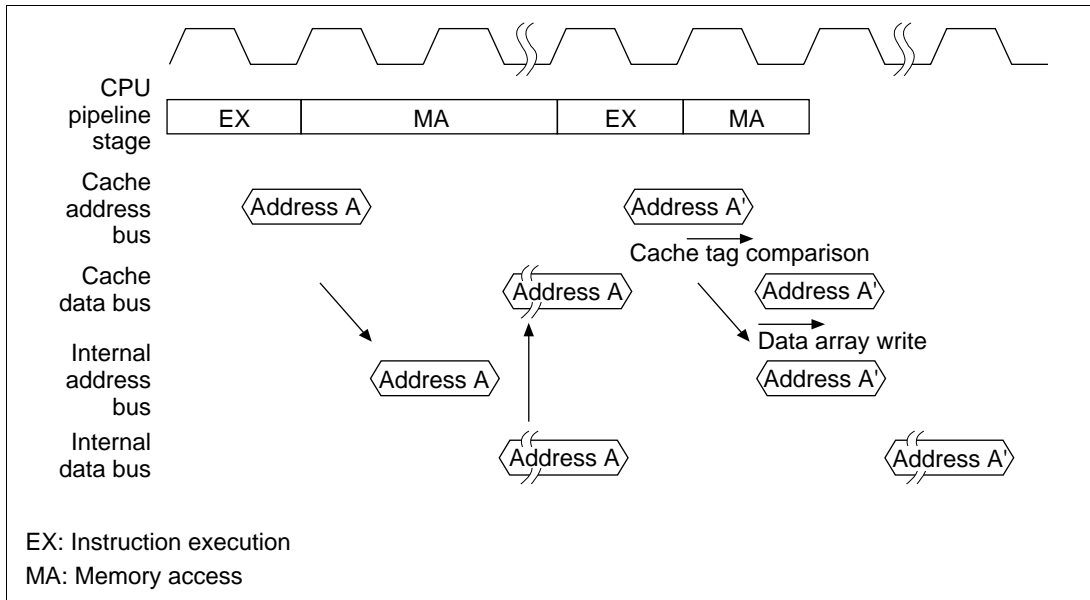 CPU
pipeline
stage
EX
MA
EX
MA
Cache
address
bus
Address A
Address A'
Cache tag comparison
Cache
data bus
Address A
Address A'
Data array write
Internal
address
bus
Address A
Address A'
Internal
data bus
Address A
Address A'
EX: Instruction execution
MA: Memory access